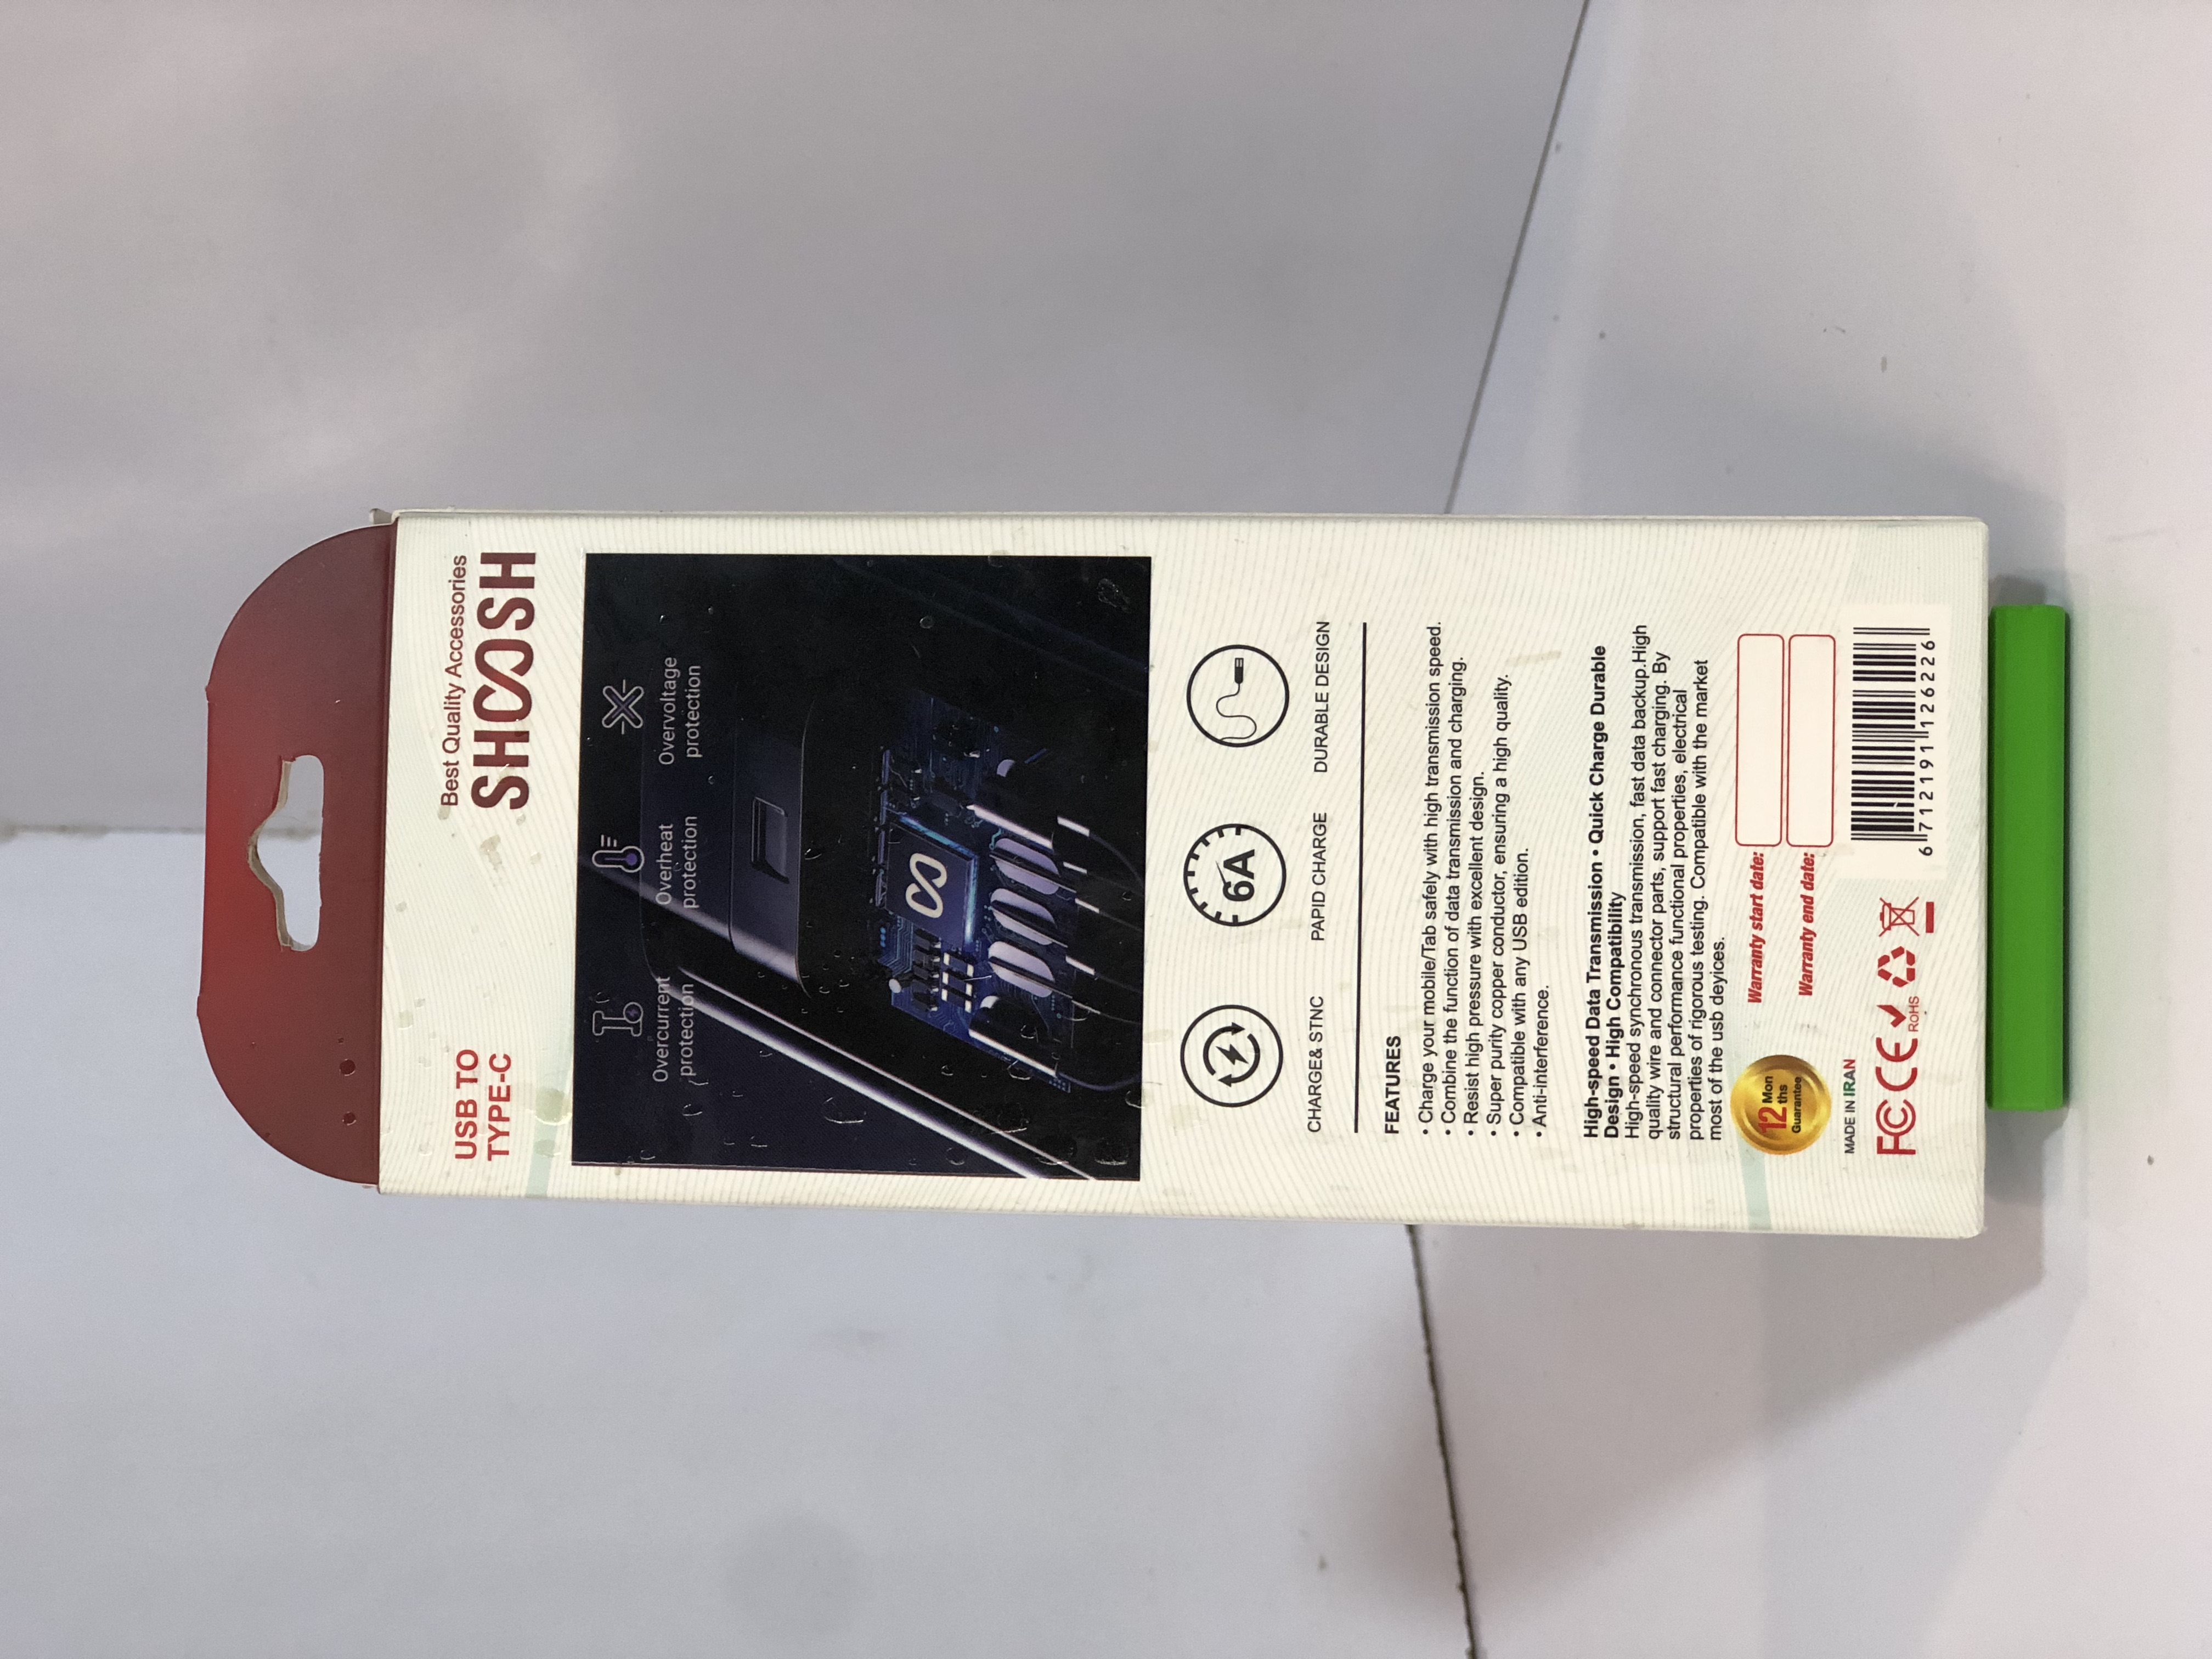 USB TO
TYPE-C
Best Quality Accessories
SHOOSH
Overcurrent
protection
Overheat
protection
Overvoltage
protection
6A
CHARGE& STNC
PAPID CHARGE
DURABLE DESIGN
FEATURES
• Charge your mobile/Tab safely with high transmission speed.
• Combine the function of data transmission and charging.
• Resist high pressure with excellent design.
• Super purity copper conductor, ensuring a high quality.
• Compatible with any USB edition.
• Anti-interference.
High-speed Data Transmission • Quick Charge Durable
Design • High Compatibility
High-speed synchronous transmission, fast data backup.High
quality wire and connector parts, support fast charging. By
structural performance functional properties, electrical
properties of rigorous testing. Compatible with the market
most of the usb deyices.
12 Mon
ths
Guarantee
Warranty start date:
Warranty end date:
MADE IN IRAN
FC CE RoHS
6 712191 126226